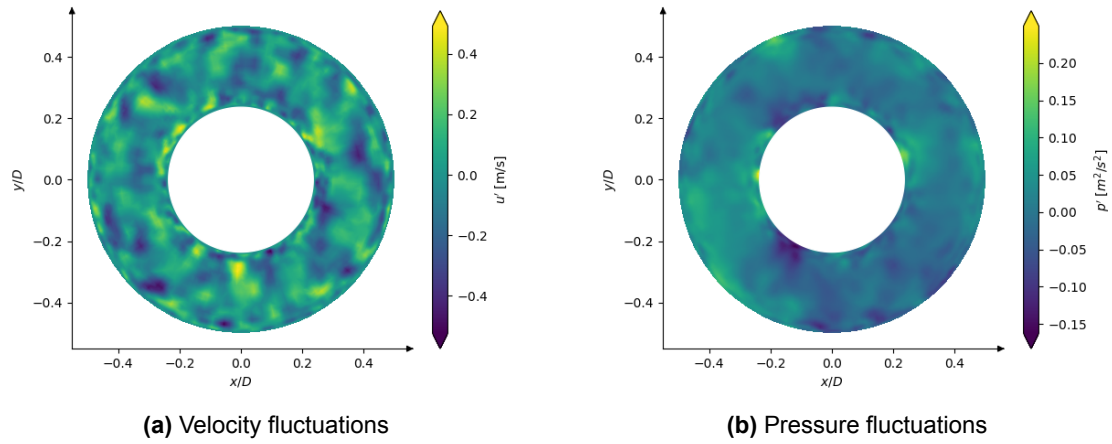 0.4
0.2
0.0
−0.2
−0.4
y/D
−0.4 −0.2 0.0 0.2 0.4
x/D
0.4
0.2
0.0
−0.2
−0.4
u′ [m/s]
(a) Velocity fluctuations
0.4
0.2
0.0
−0.2
−0.4
y/D
−0.4 −0.2 0.0 0.2 0.4
x/D
0.20
0.15
0.10
0.05
0.00
−0.05
−0.10
−0.15
p′ [m²/s²]
(b) Pressure fluctuations